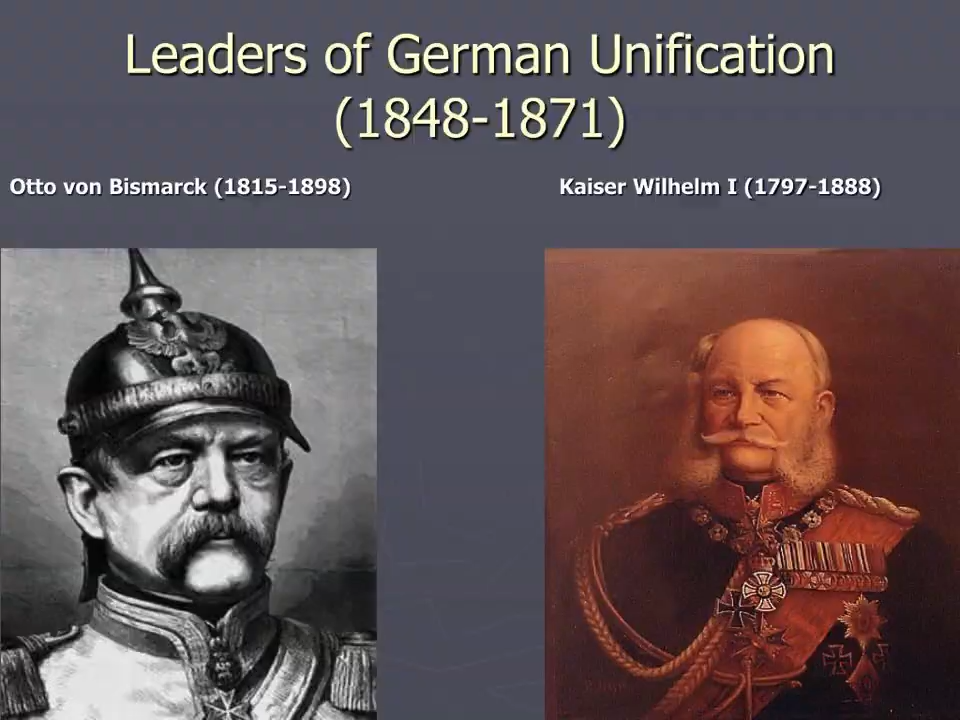 Leaders of German Unification
(1848-1871)
Otto von Bismarck (1815-1898)
Kaiser Wilhelm I (1797-1888)